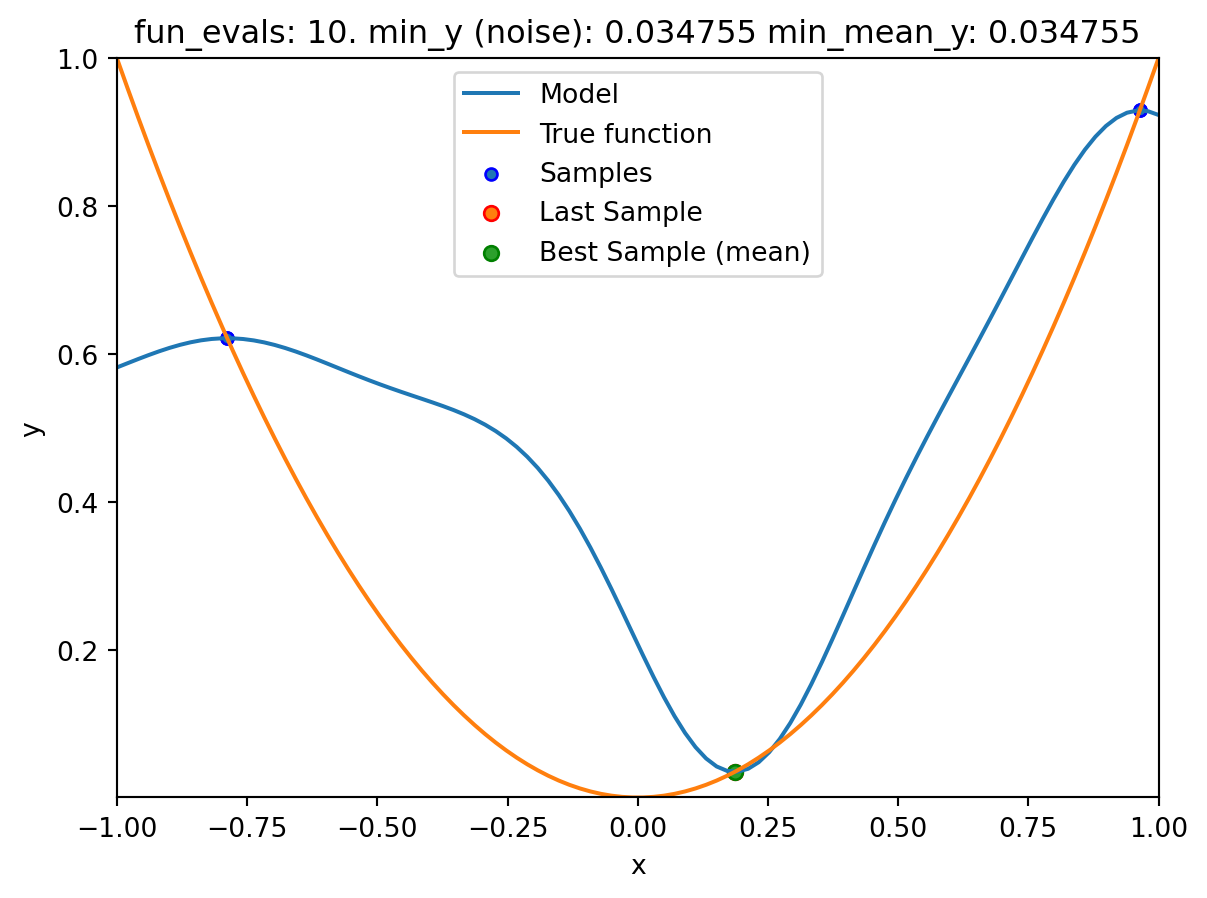 fun_evals: 10. min_y (noise): 0.034755 min_mean_y: 0.034755
Model
True function
Samples
Last Sample
Best Sample (mean)
1.0
0.8
0.6
0.4
0.2
y
−1.00 −0.75 −0.50 −0.25 0.00 0.25 0.50 0.75 1.00
x